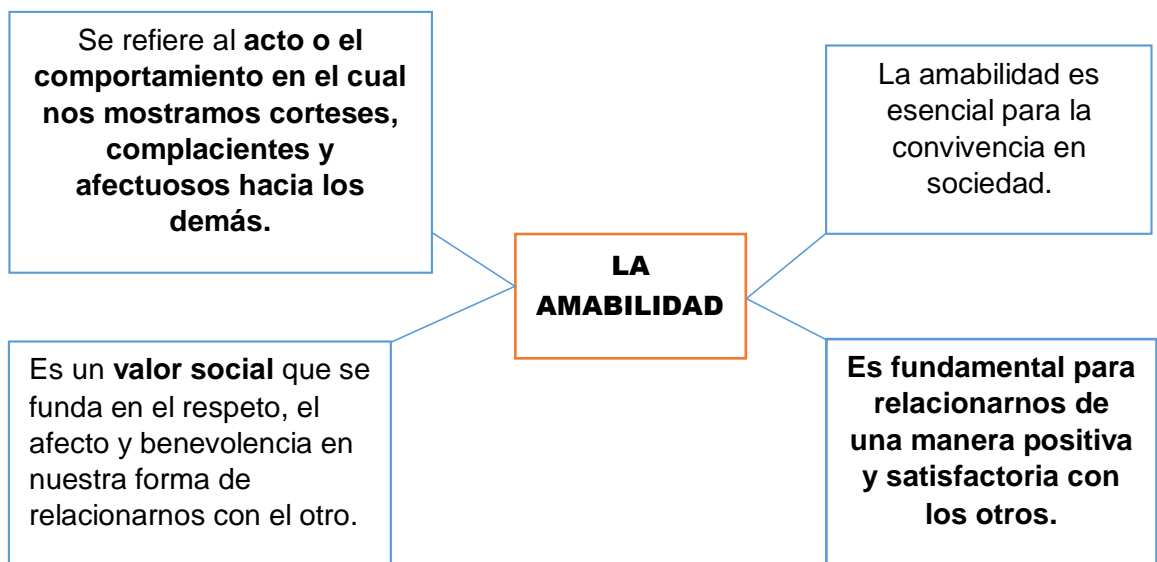 Se refiere al acto o el
comportamiento en el cual
nos mostramos corteses,
complacientes y
afectuosos hacia los
demás.
La amabilidad es
esencial para la
convivencia en
sociedad.
LA
AMABILIDAD
Es un valor social que se
funda en el respeto, el
afecto y benevolencia en
nuestra forma de
relacionarnos con el otro.
Es fundamental para
relacionarnos de
una manera positiva
y satisfactoria con
los otros.